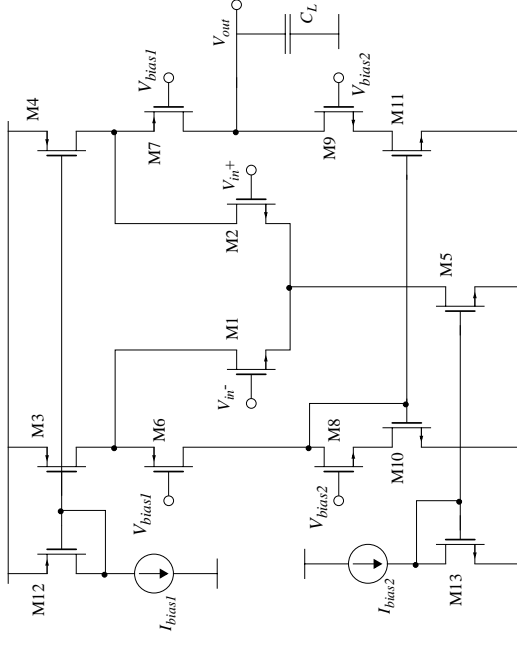 M12
M3
M4
I_bias1
V_bias1
M6
M7
V_bias1
V_out
C_L
V_in-
M1
M2
V_in+
V_bias2
M8
M9
V_bias2
I_bias2
M10
M11
M13
M5